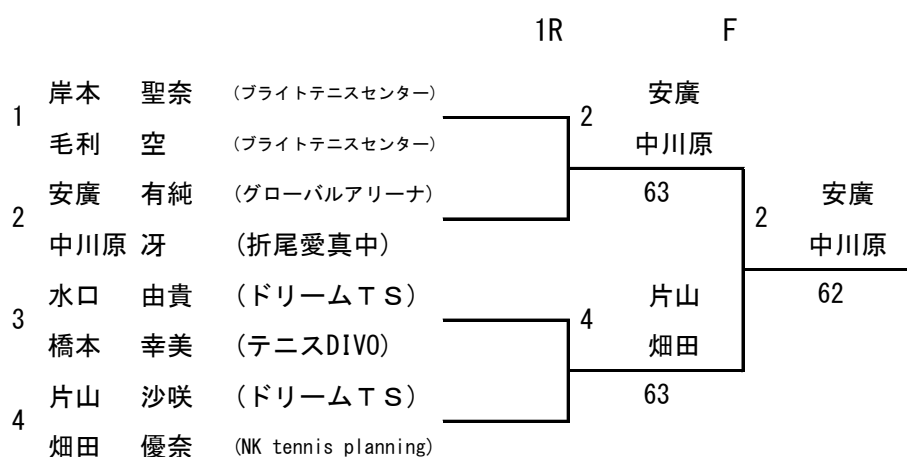 1R F
岸本 聖奈 (ブライトテニスセンター) 安廣
1 2
毛利 空 (ブライトテニスセンター) 中川原
安廣 有純 (グローバルアリーナ) 63 安廣
2 2
中川原 冴 (折尾愛真中) 中川原
水口 由貴 (ドリームＴＳ) 片山 62
3 4
橋本 幸美 (テニスDIVO) 畑田
片山 沙咲 (ドリームＴＳ) 63
4
畑田 優奈 (NK tennis planning)